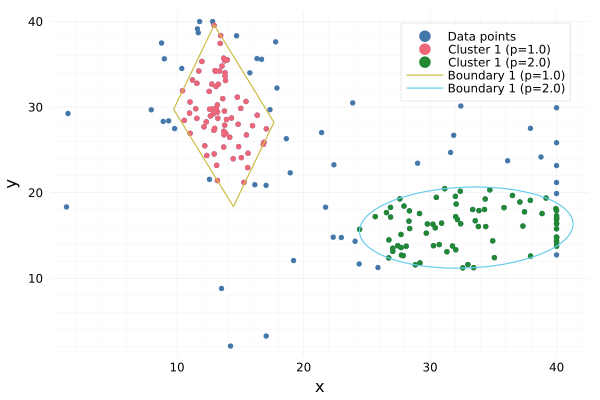 40
30
20
10
10
20
30
40
x
y
Data points
Cluster 1 (p=1.0)
Cluster 1 (p=2.0)
Boundary 1 (p=1.0)
Boundary 1 (p=2.0)